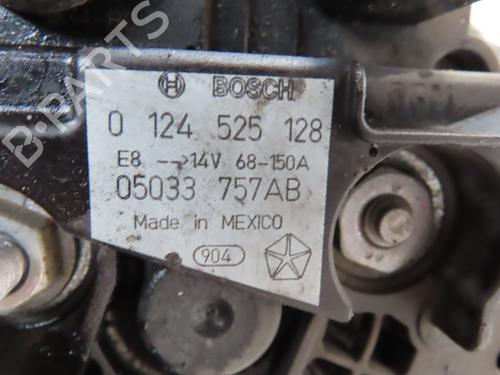 BOSCH
0 124 525 128
E8 -->14V 68-150A
05033 757AB
Made in MEXICO
904
B-PARTS